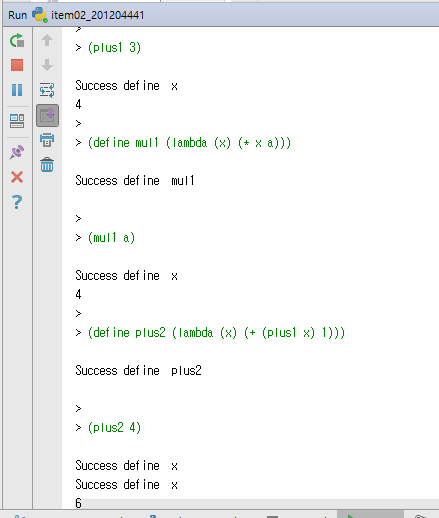 Run item02_201204441
>
> (plus1 3)
Success define x
4
>
> (define mul1 (lambda (x) (* x a)))
Success define mul1
>
> (mul1 a)
Success define x
4
>
> (define plus2 (lambda (x) (+ (plus1 x) 1)))
Success define plus2
>
> (plus2 4)
Success define x
Success define x
6